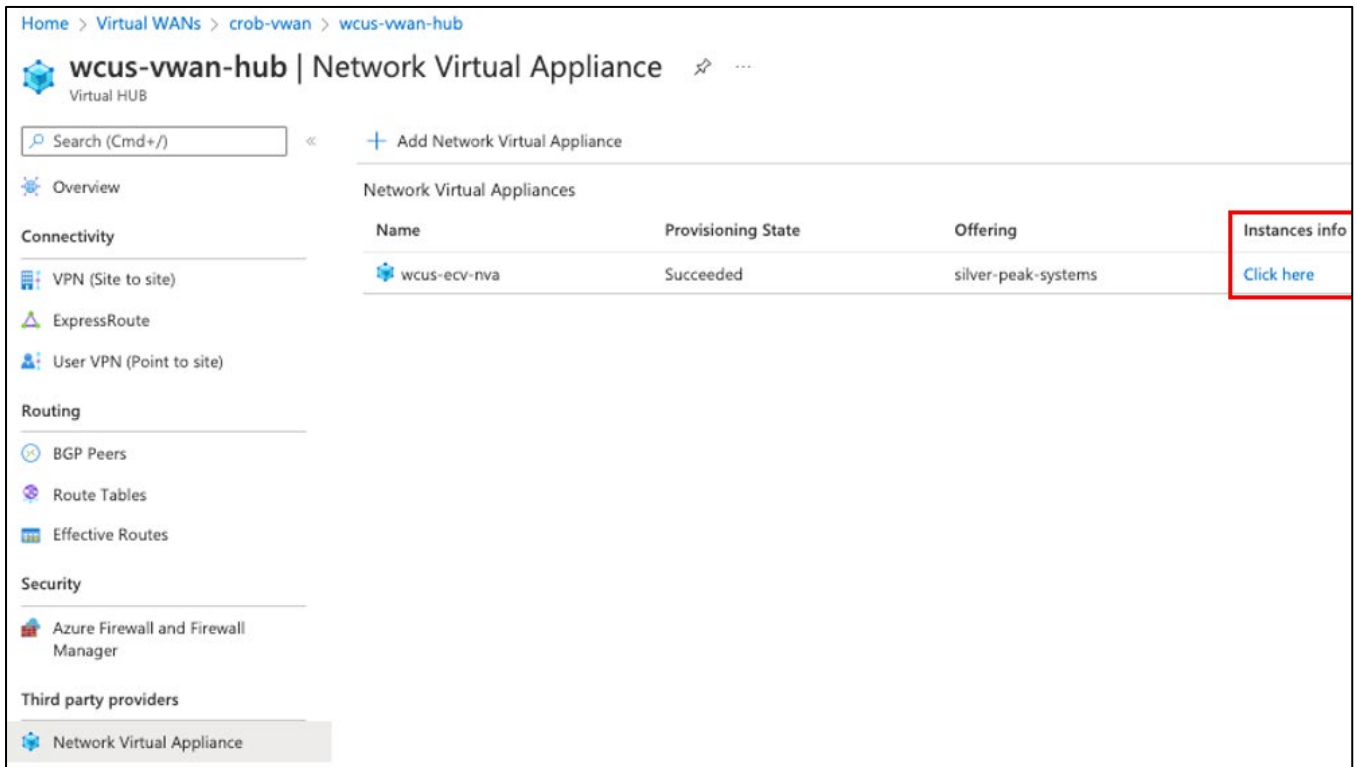 Home > Virtual WANs > crob-vwan > wcus-vwan-hub
wcus-vwan-hub | Network Virtual Appliance ...
Virtual HUB
Search (Cmd+/) «
Overview
Connectivity
VPN (Site to site)
ExpressRoute
User VPN (Point to site)
Routing
BGP Peers
Route Tables
Effective Routes
Security
Azure Firewall and Firewall
Manager
Third party providers
Network Virtual Appliance
+ Add Network Virtual Appliance
Network Virtual Appliances
Name Provisioning State Offering Instances info
wcus-ecv-nva Succeeded silver-peak-systems Click here